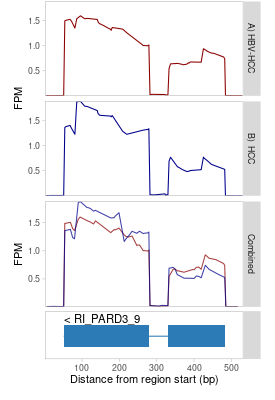 1.5
1.0
0.5
FPM
A) HBV-HCC
1.5
1.0
0.5
B) HCC
1.5
1.0
0.5
FPM
Combined
< RI_PARD3_9
100 200 300 400 500
Distance from region start (bp)